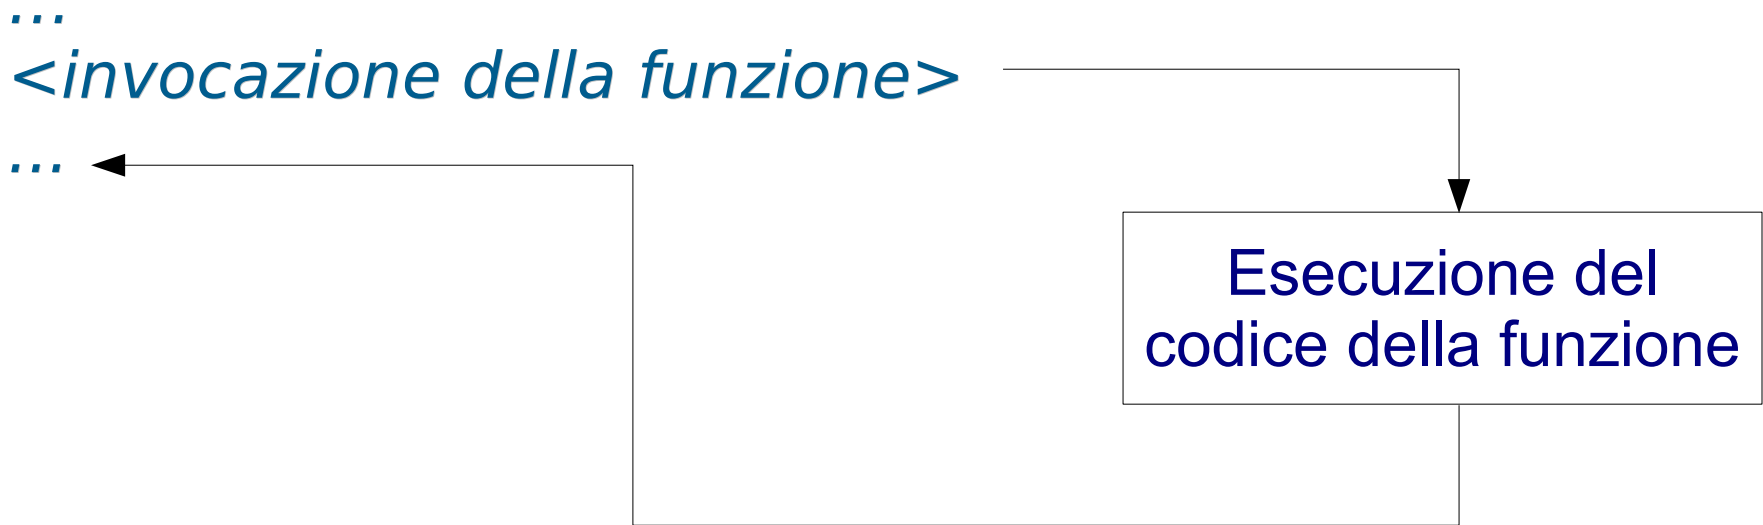 ...
<invocazione della funzione>
...
Esecuzione del
codice della funzione